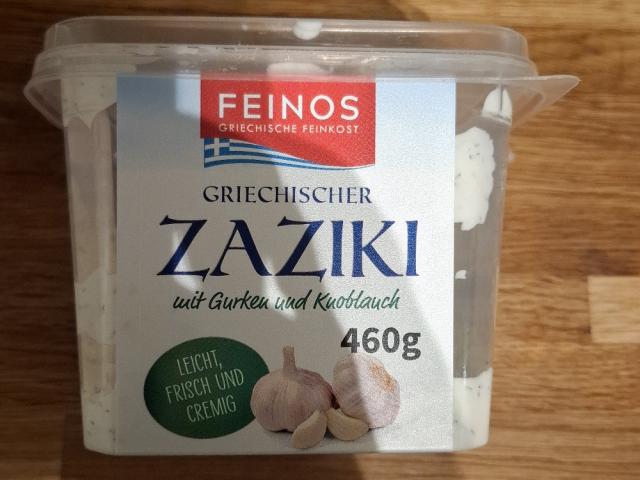 FEINOS
GRIECHISCHE FEINKOST
GRIECHISCHER
ZAZIKI
mit Gurken und Knoblauch
460g
LEICHT,
FRISCH UND
CREMIG